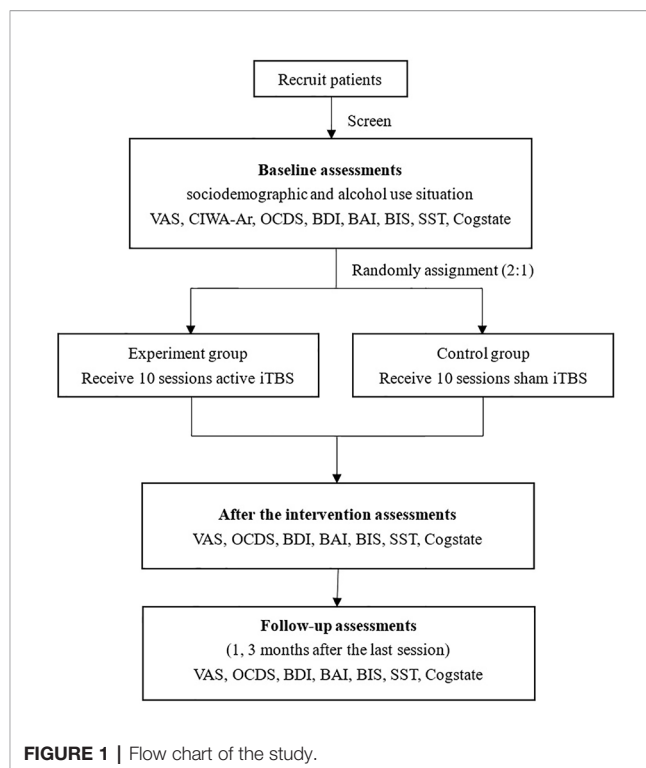 Recruit patients
Screen
Baseline assessments
sociodemographic and alcohol use situation
VAS, CIWA-Ar, OCDS, BDI, BAI, BIS, SST, Cogstate
Randomly assignment (2:1)
Experiment group
Receive 10 sessions active iTBS
Control group
Receive 10 sessions sham iTBS
After the intervention assessments
VAS, OCDS, BDI, BAI, BIS, SST, Cogstate
Follow-up assessments
(1, 3 months after the last session)
VAS, OCDS, BDI, BAI, BIS, SST, Cogstate
FIGURE 1 | Flow chart of the study.